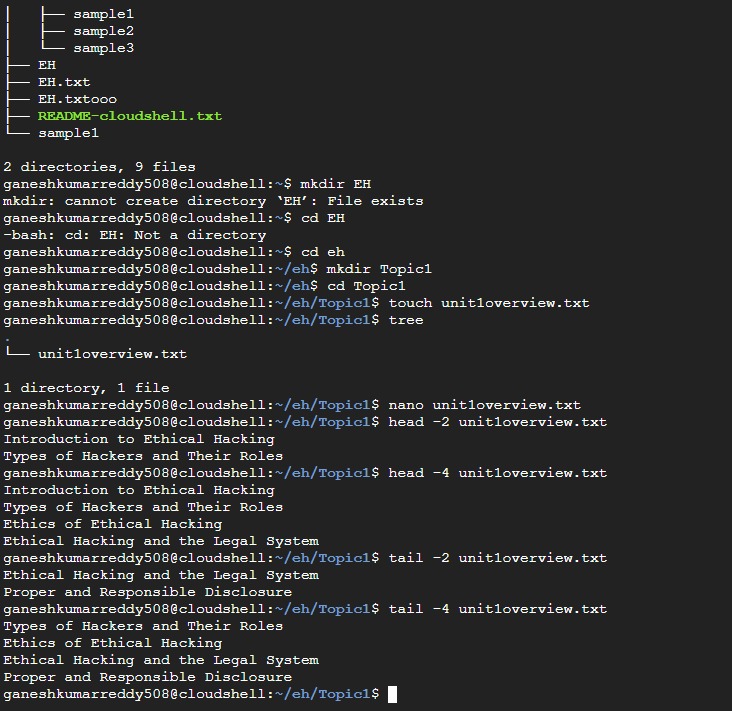 │   ├── sample1
│   ├── sample2
│   └── sample3
├── EH
├── EH.txt
├── EH.txtooo
├── README-cloudshell.txt
└── sample1

2 directories, 9 files
ganeshkumarreddy508@cloudshell:~$ mkdir EH
mkdir: cannot create directory ‘EH’: File exists
ganeshkumarreddy508@cloudshell:~$ cd EH
-bash: cd: EH: Not a directory
ganeshkumarreddy508@cloudshell:~$ cd eh
ganeshkumarreddy508@cloudshell:~/eh$ mkdir Topic1
ganeshkumarreddy508@cloudshell:~/eh$ cd Topic1
ganeshkumarreddy508@cloudshell:~/eh/Topic1$ touch unit1overview.txt
ganeshkumarreddy508@cloudshell:~/eh/Topic1$ tree
.
└── unit1overview.txt

1 directory, 1 file
ganeshkumarreddy508@cloudshell:~/eh/Topic1$ nano unit1overview.txt
ganeshkumarreddy508@cloudshell:~/eh/Topic1$ head -2 unit1overview.txt
Introduction to Ethical Hacking
Types of Hackers and Their Roles
ganeshkumarreddy508@cloudshell:~/eh/Topic1$ head -4 unit1overview.txt
Introduction to Ethical Hacking
Types of Hackers and Their Roles
Ethics of Ethical Hacking
Ethical Hacking and the Legal System
ganeshkumarreddy508@cloudshell:~/eh/Topic1$ tail -2 unit1overview.txt
Ethical Hacking and the Legal System
Proper and Responsible Disclosure
ganeshkumarreddy508@cloudshell:~/eh/Topic1$ tail -4 unit1overview.txt
Types of Hackers and Their Roles
Ethics of Ethical Hacking
Ethical Hacking and the Legal System
Proper and Responsible Disclosure
ganeshkumarreddy508@cloudshell:~/eh/Topic1$